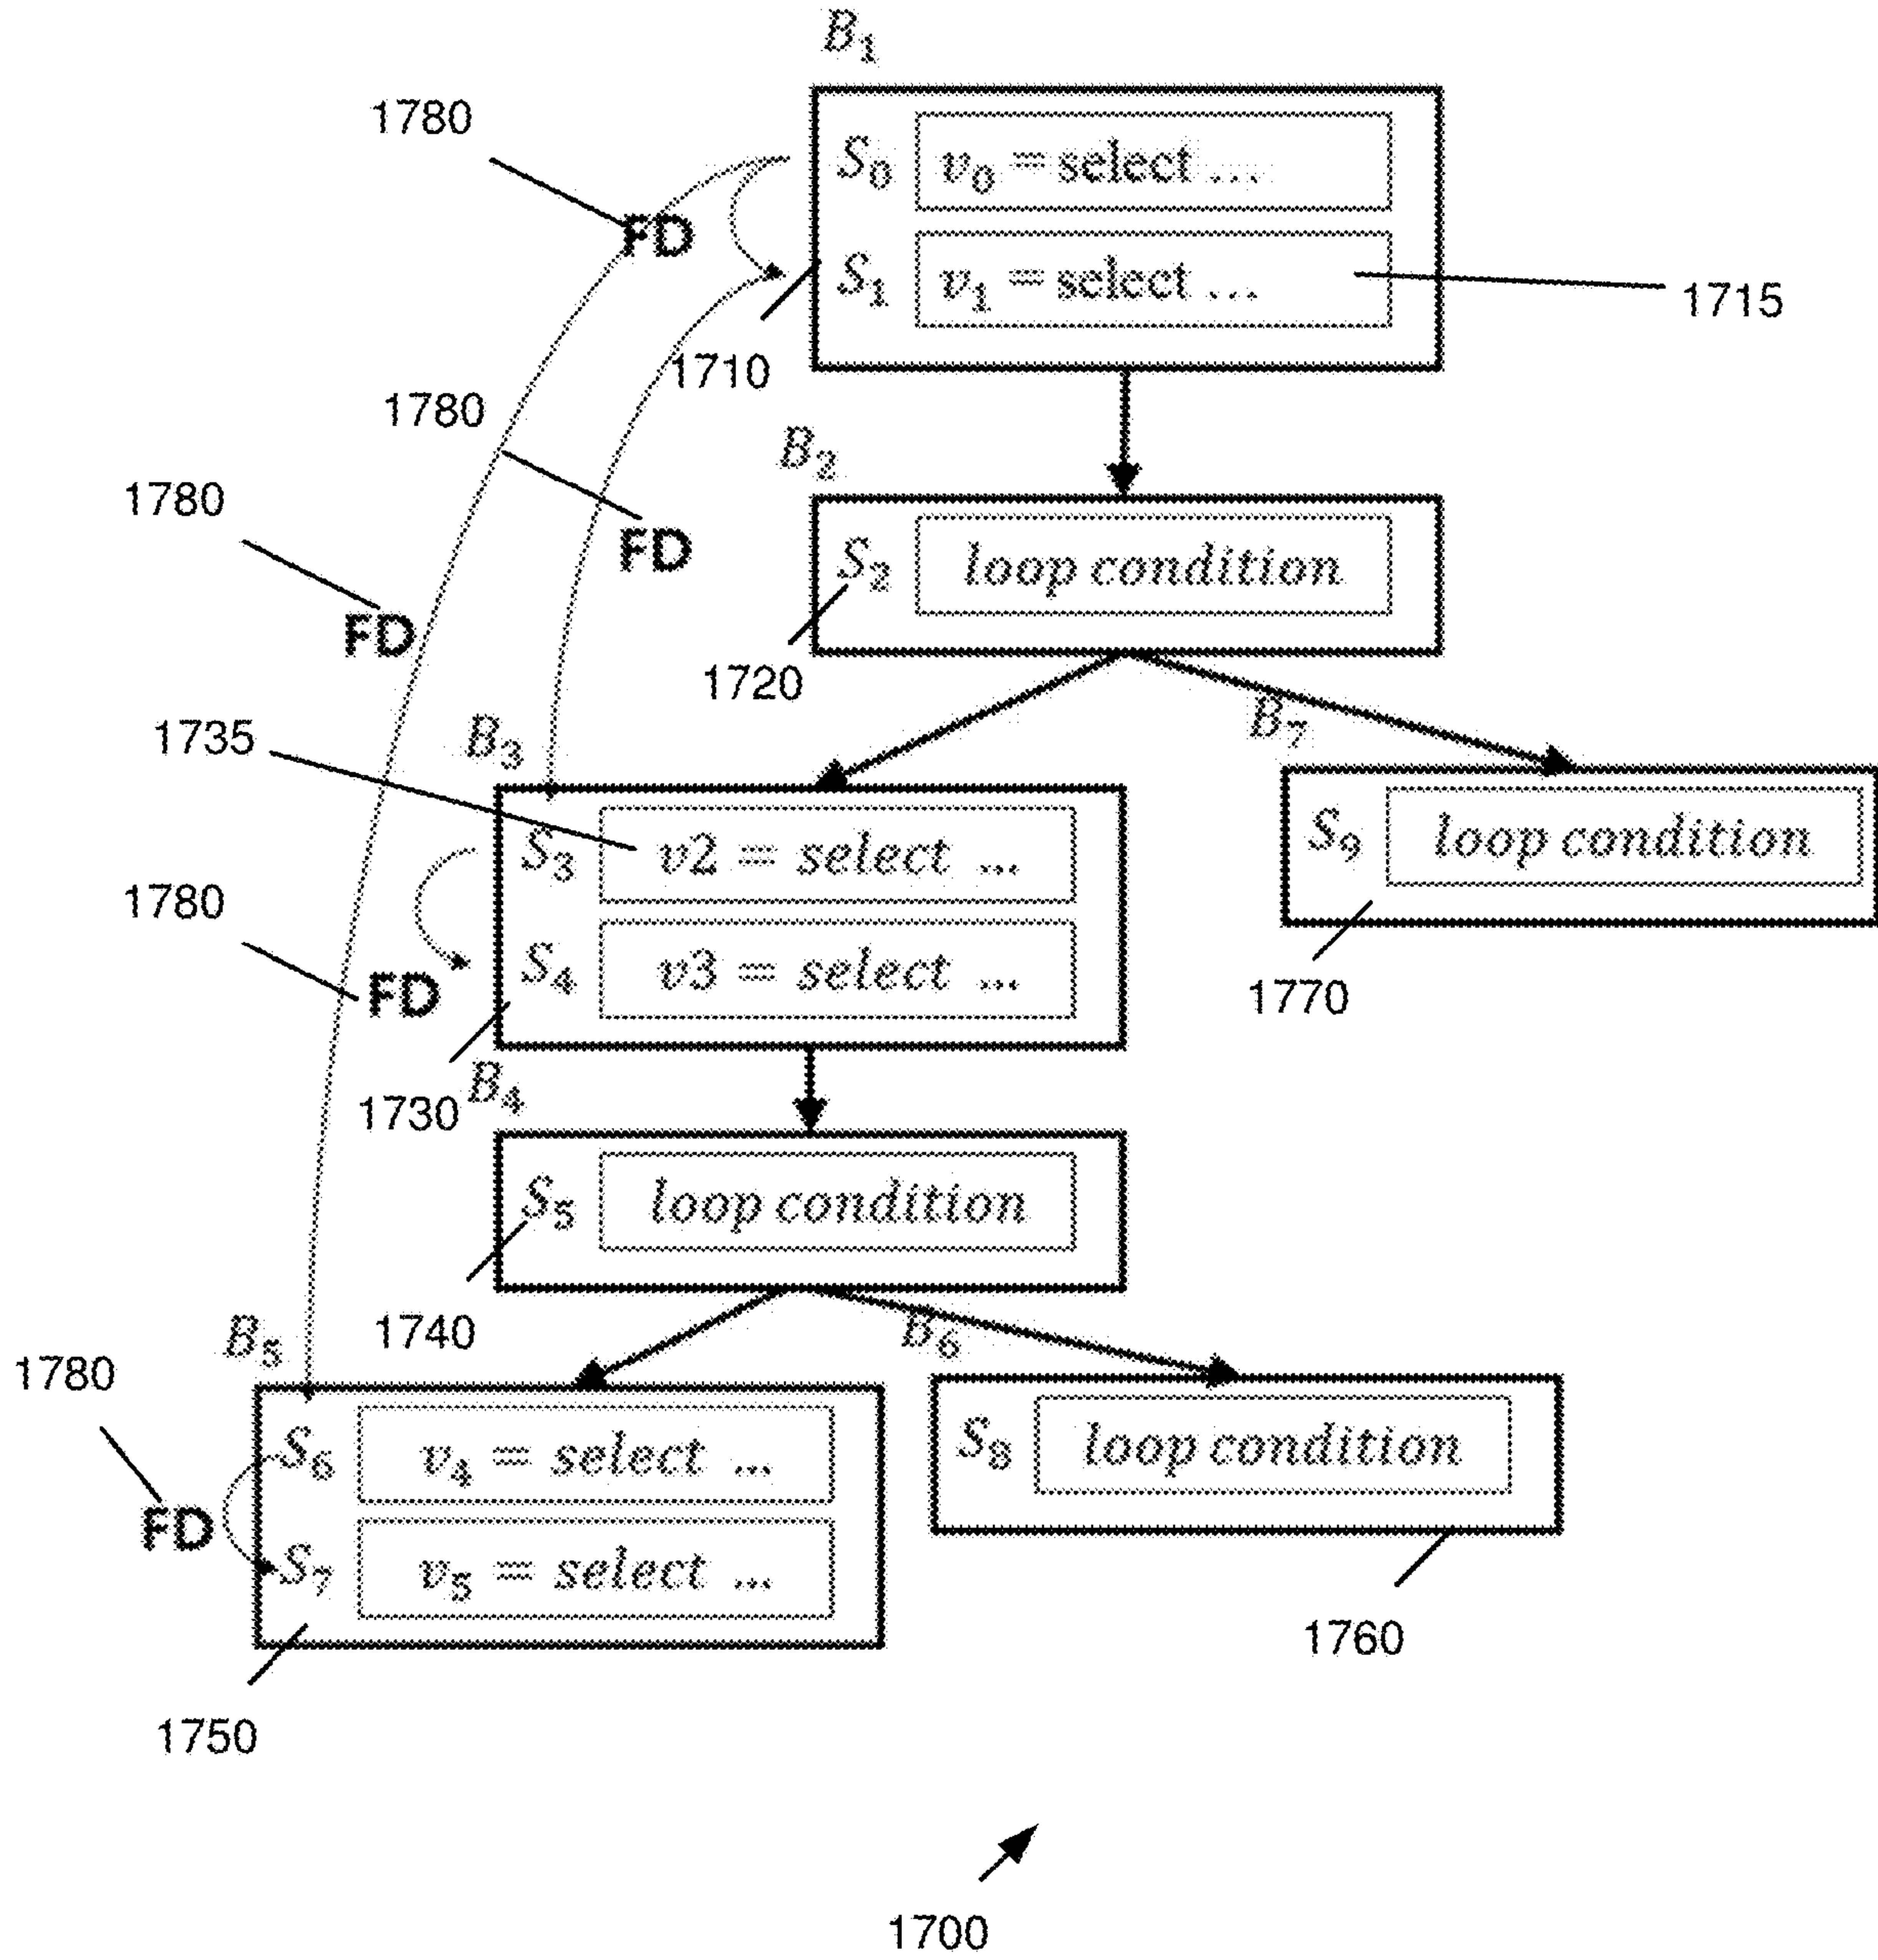 B₁
1780
S₀ v₀ = select ...
FD
S₁ v₁ = select ...
1715
1710
1780
B₂
1780
FD
S₂ loop condition
FD
1720
B₇
1735
B₃
S₃ v2 = select ...
S₉ loop condition
1780
S₄ v3 = select ...
FD
1770
B₄
1730
S₅ loop condition
B₅
1740
B₆
1780
S₆ v₄ = select ...
S₈ loop condition
FD
S₇ v₅ = select ...
1760
1750
1700